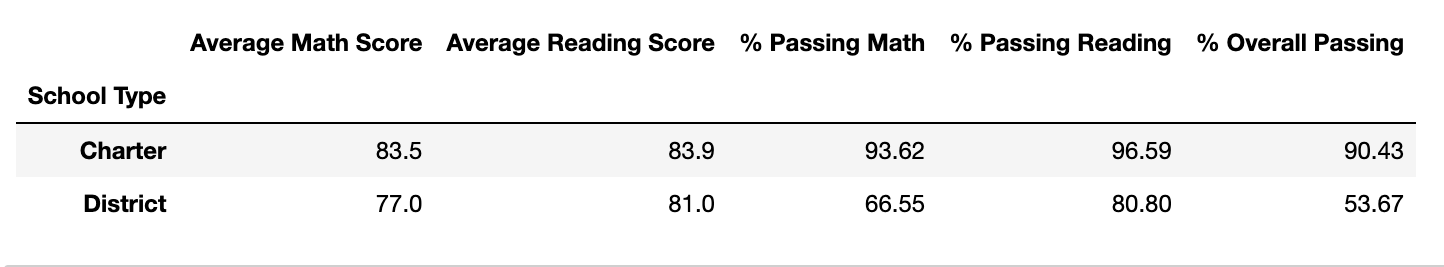 Average Math Score Average Reading Score % Passing Math % Passing Reading % Overall Passing
School Type
Charter 83.5 83.9 93.62 96.59 90.43
District 77.0 81.0 66.55 80.80 53.67